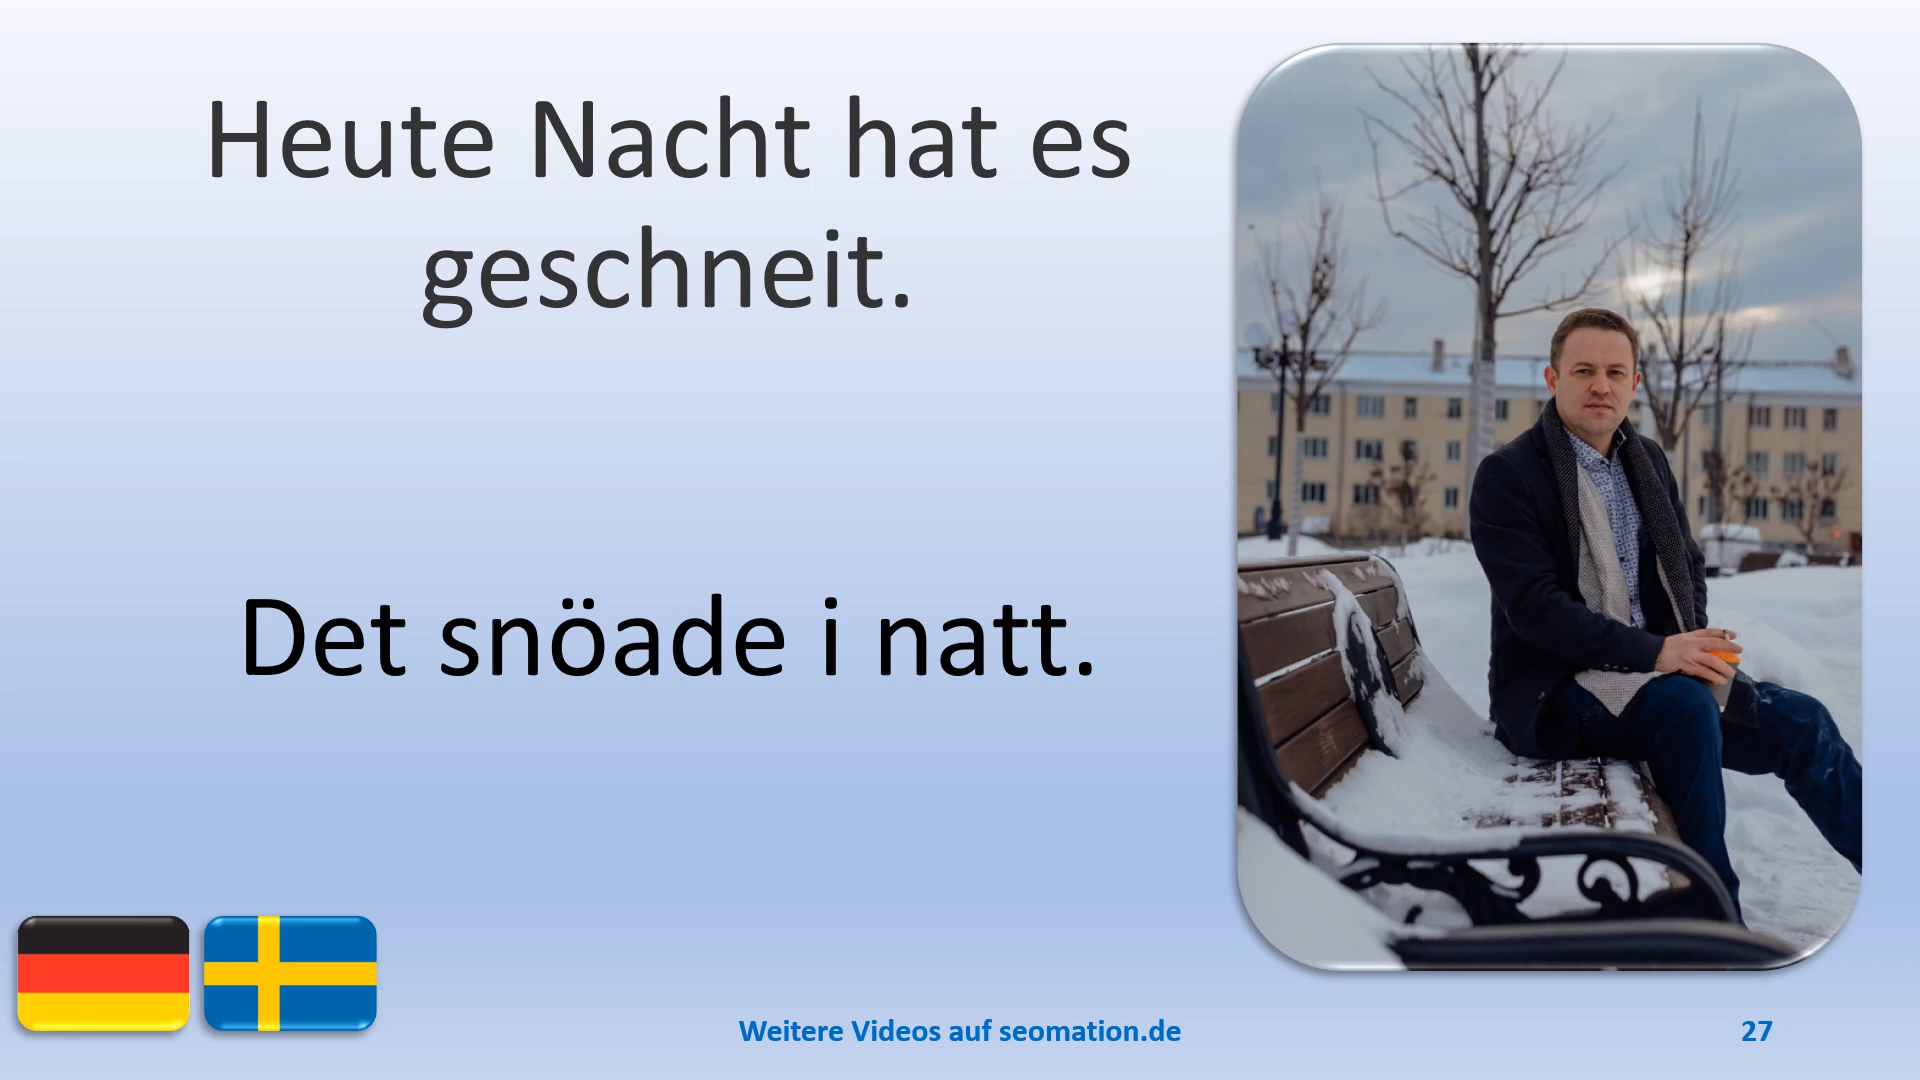 Heute Nacht hat es
geschneit.
Det snöade i natt.
Weitere Videos auf seomation.de
27